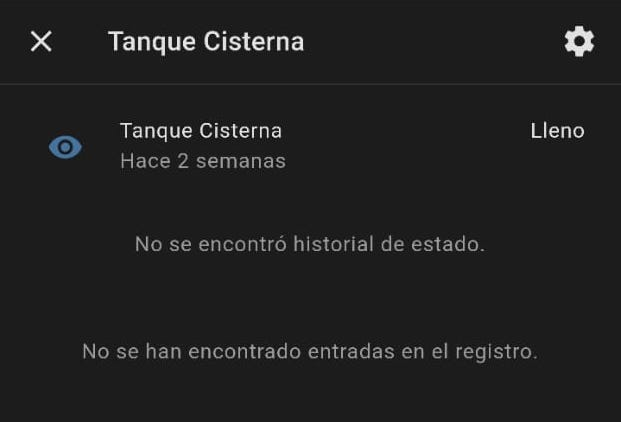 Tanque Cisterna
Tanque Cisterna
Lleno
Hace 2 semanas
No se encontró historial de estado.
No se han encontrado entradas en el registro.